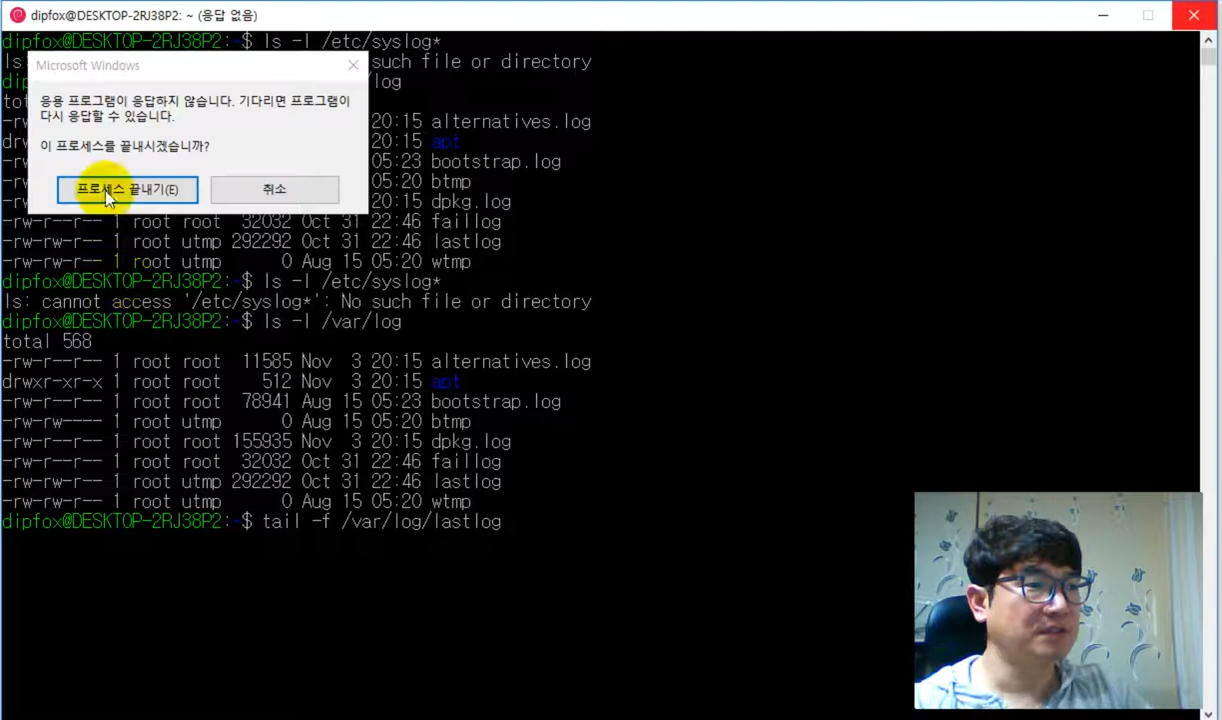 dipfox@DESKTOP-2RJ38P2: ~ (응답 없음)
dipfox@DESKTOP-2RJ38P2:~$ ls -l /etc/syslog*
ls
such file or directory
Microsoft Windows
dip
log
응용 프로그램이 응답하지 않습니다. 기다리면 프로그램이
다시 응답할 수 있습니다.
이 프로세스를 끝내시겠습니까?
프로세스 끝내기(E)
취소
tot
-rw
20:15 alternatives.log
drw
20:15 apt
-rw
05:23 bootstrap.log
-rw
05:20 btmp
-rw
20:15 dpkg.log
-rw-r--r-- 1 root root 32032 Oct 31 22:46 faillog
-rw-rw-r-- 1 root utmp 292292 Oct 31 22:46 lastlog
-rw-rw-r-- 1 root utmp 0 Aug 15 05:20 wtmp
dipfox@DESKTOP-2RJ38P2:~$ ls -l /etc/syslog*
ls: cannot access '/etc/syslog*': No such file or directory
dipfox@DESKTOP-2RJ38P2:~$ ls -l /var/log
total 568
-rw-r--r-- 1 root root 11585 Nov 3 20:15 alternatives.log
drwxr-xr-x 1 root root 512 Nov 3 20:15 apt
-rw-r--r-- 1 root root 78941 Aug 15 05:23 bootstrap.log
-rw-rw---- 1 root utmp 0 Aug 15 05:20 btmp
-rw-r--r-- 1 root root 155935 Nov 3 20:15 dpkg.log
-rw-r--r-- 1 root root 32032 Oct 31 22:46 faillog
-rw-rw-r-- 1 root utmp 292292 Oct 31 22:46 lastlog
-rw-rw-r-- 1 root utmp 0 Aug 15 05:20 wtmp
dipfox@DESKTOP-2RJ38P2:~$ tail -f /var/log/lastlog